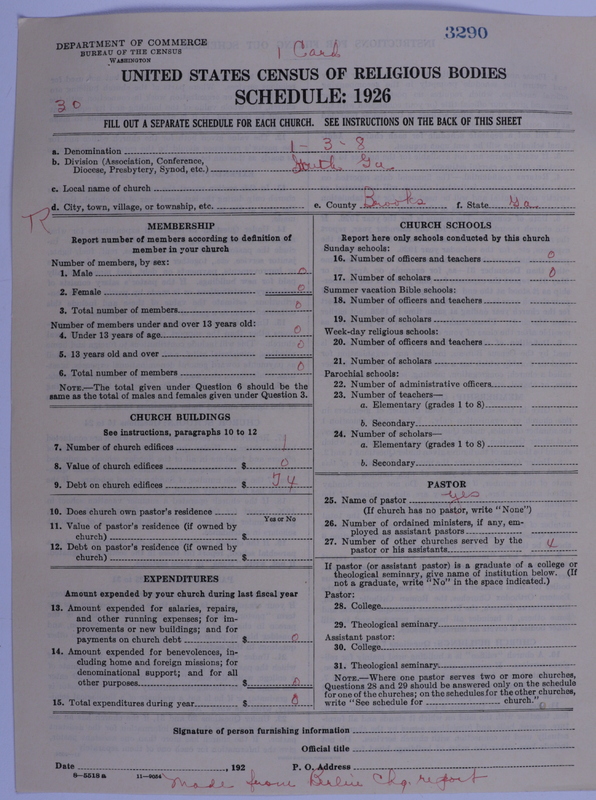 3290
DEPARTMENT OF COMMERCE
BUREAU OF THE CENSUS
WASHINGTON
1 Card
UNITED STATES CENSUS OF RELIGIOUS BODIES
SCHEDULE: 1926
30
FILL OUT A SEPARATE SCHEDULE FOR EACH CHURCH. SEE INSTRUCTIONS ON THE BACK OF THIS SHEET
a. Denomination 1-3-8
b. Division (Association, Conference,
Diocese, Presbytery, Synod, etc.) South Ga.
c. Local name of church
d. City, town, village, or township, etc. e. County Brooks f. State Ga
R
MEMBERSHIP
Report number of members according to definition of
member in your church
Number of members, by sex:
1. Male 0
2. Female 0
3. Total number of members 0
Number of members under and over 13 years old:
4. Under 13 years of age 0
5. 13 years old and over 0
6. Total number of members 0
NOTE.—The total given under Question 6 should be the
same as the total of males and females given under Question 3.
CHURCH BUILDINGS
See instructions, paragraphs 10 to 12
7. Number of church edifices 1
8. Value of church edifices $ 0
9. Debt on church edifices $ 74
10. Does church own pastor's residence
Yes or No
11. Value of pastor's residence (if owned by
church) $
12. Debt on pastor's residence (if owned by
church) $
EXPENDITURES
Amount expended by your church during last fiscal year
13. Amount expended for salaries, repairs,
and other running expenses; for im-
provements or new buildings; and for
payments on church debt $ 0
14. Amount expended for benevolences, in-
cluding home and foreign missions; for
denominational support; and for all
other purposes $ 0
15. Total expenditures during year $ 0
CHURCH SCHOOLS
Report here only schools conducted by this church
Sunday schools:
16. Number of officers and teachers 0
17. Number of scholars 0
Summer vacation Bible schools:
18. Number of officers and teachers
19. Number of scholars
Week-day religious schools:
20. Number of officers and teachers
21. Number of scholars
Parochial schools:
22. Number of administrative officers
23. Number of teachers—
a. Elementary (grades 1 to 8)
b. Secondary
24. Number of scholars—
a. Elementary (grades 1 to 8)
b. Secondary
PASTOR
25. Name of pastor yes
(If church has no pastor, write "None")
26. Number of ordained ministers, if any, em-
ployed as assistant pastors
27. Number of other churches served by the
pastor or his assistants 4
If pastor (or assistant pastor) is a graduate of a college or
theological seminary, give name of institution below. (If
not a graduate, write "No" in the space indicated.)
Pastor:
28. College
29. Theological seminary
Assistant pastor:
30. College
31. Theological seminary
NOTE.—Where one pastor serves two or more churches,
Questions 28 and 29 should be answered only on the schedule
for one of the churches; on the schedules for the other churches,
write "See schedule for church."
Signature of person furnishing information
Official title
Date , 192 P. O. Address
8—5518a 11—9054
Made from Berlin Chg. report